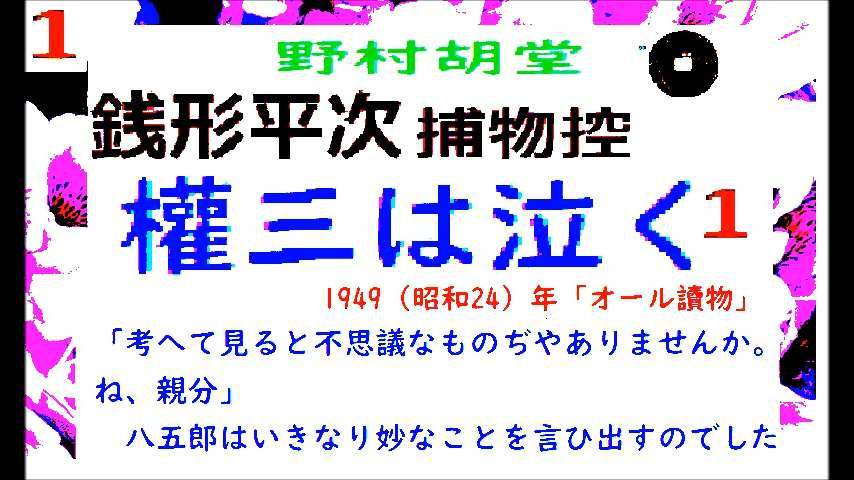 1
野村胡堂
銭形平次 捕物控
權三は泣く 1
1949（昭和24）年「オール讀物」
「考へて見ると不思議なものぢやありませんか。
ね、親分」
八五郎はいきなり妙なことを言ひ出すのでした